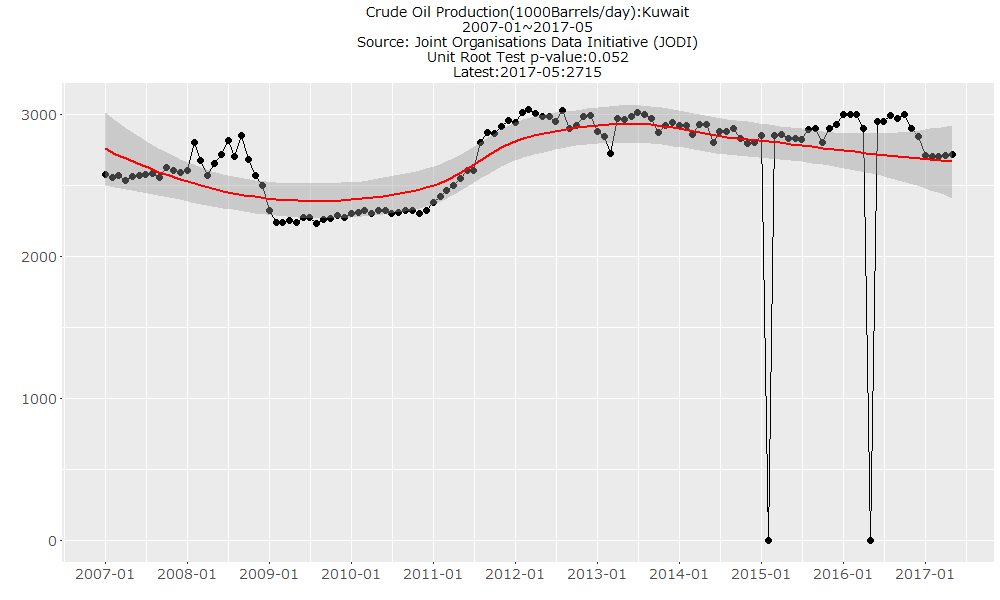 Crude Oil Production(1000Barrels/day):Kuwait
2007-01~2017-05
Source: Joint Organisations Data Initiative (JODI)
Unit Root Test p-value:0.052
Latest:2017-05:2715
3000
2000
1000
0
2007-01 2008-01 2009-01 2010-01 2011-01 2012-01 2013-01 2014-01 2015-01 2016-01 2017-01